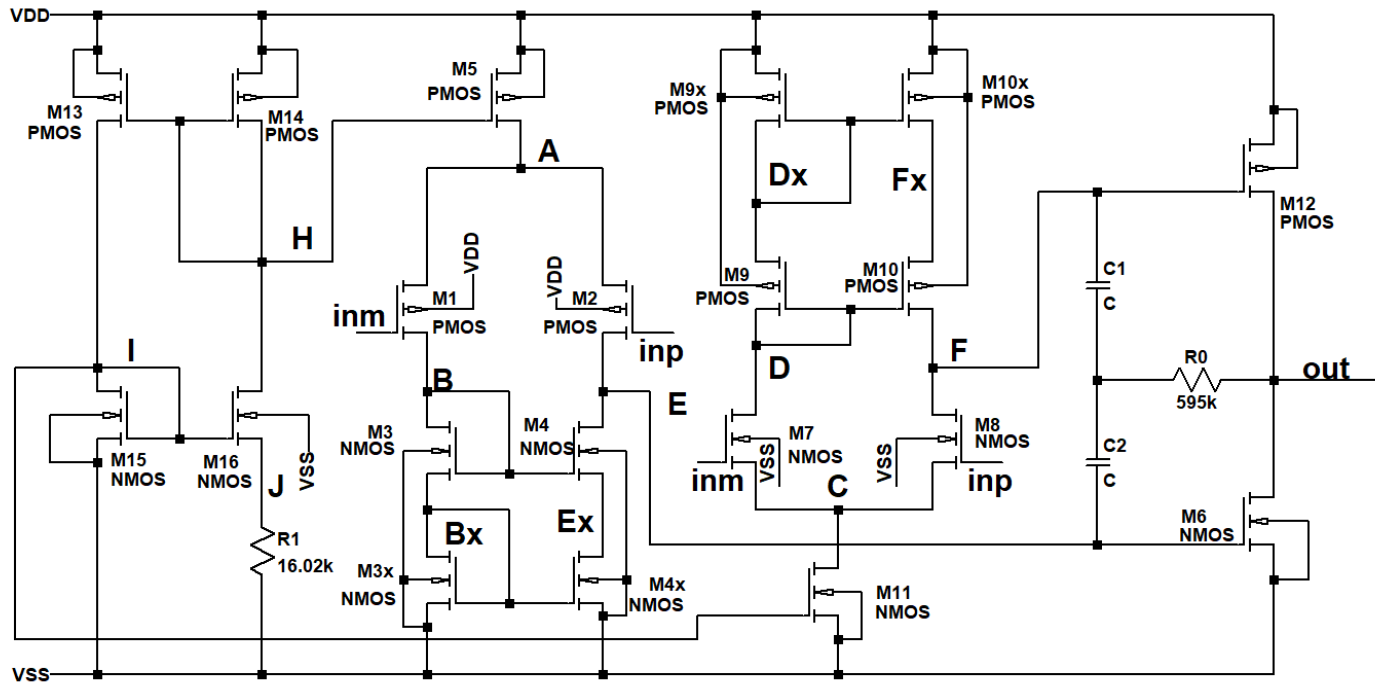 VDD
M13
PMOS
M14
PMOS
M5
PMOS
A
H
VDD
M1
PMOS
inm
VDD
M2
PMOS
inp
I
B
E
M15
NMOS
M16
NMOS
VSS
J
R1
16.02k
M3
NMOS
M4
NMOS
Bx
Ex
M3x
NMOS
M4x
NMOS
M9x
PMOS
M10x
PMOS
Dx
Fx
M9
PMOS
M10
PMOS
D
F
M7
NMOS
VSS
inm
M8
NMOS
VSS
inp
C
M11
NMOS
M12
PMOS
C1
C
R0
595k
out
C2
C
M6
NMOS
VSS